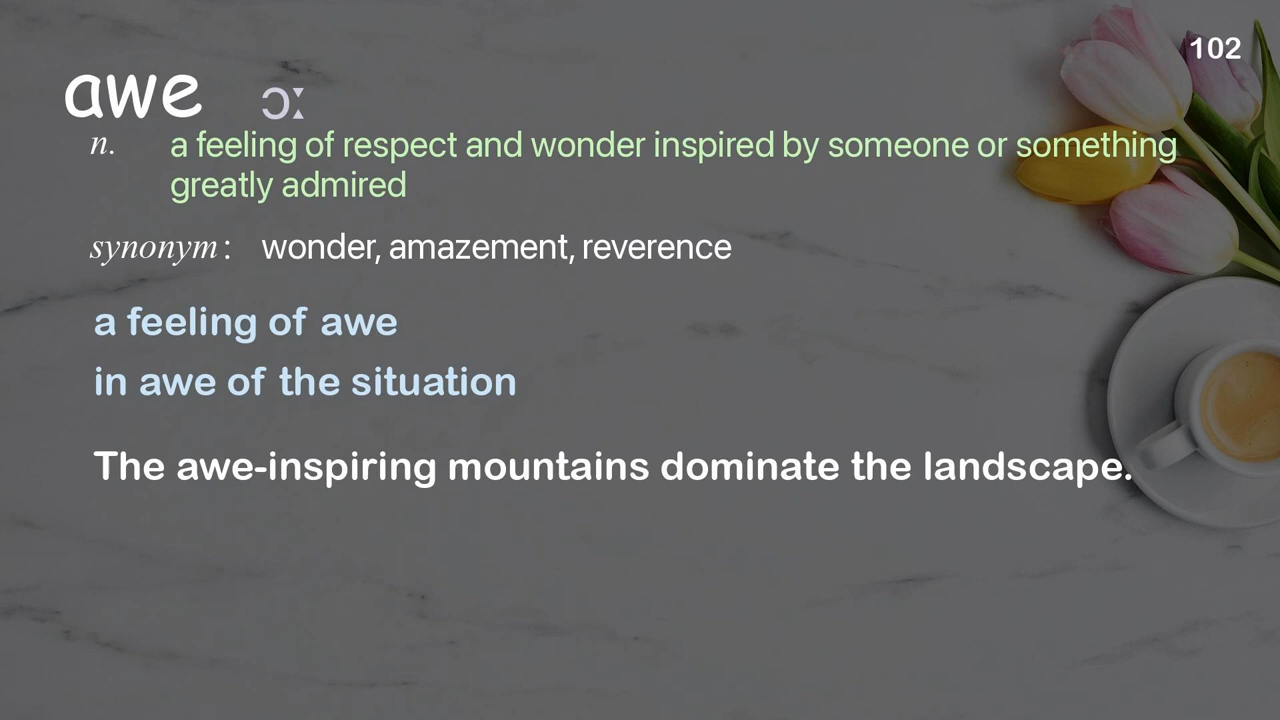 102
awe ɔː
n. a feeling of respect and wonder inspired by someone or something
greatly admired
synonym: wonder, amazement, reverence
a feeling of awe
in awe of the situation
The awe-inspiring mountains dominate the landscape.